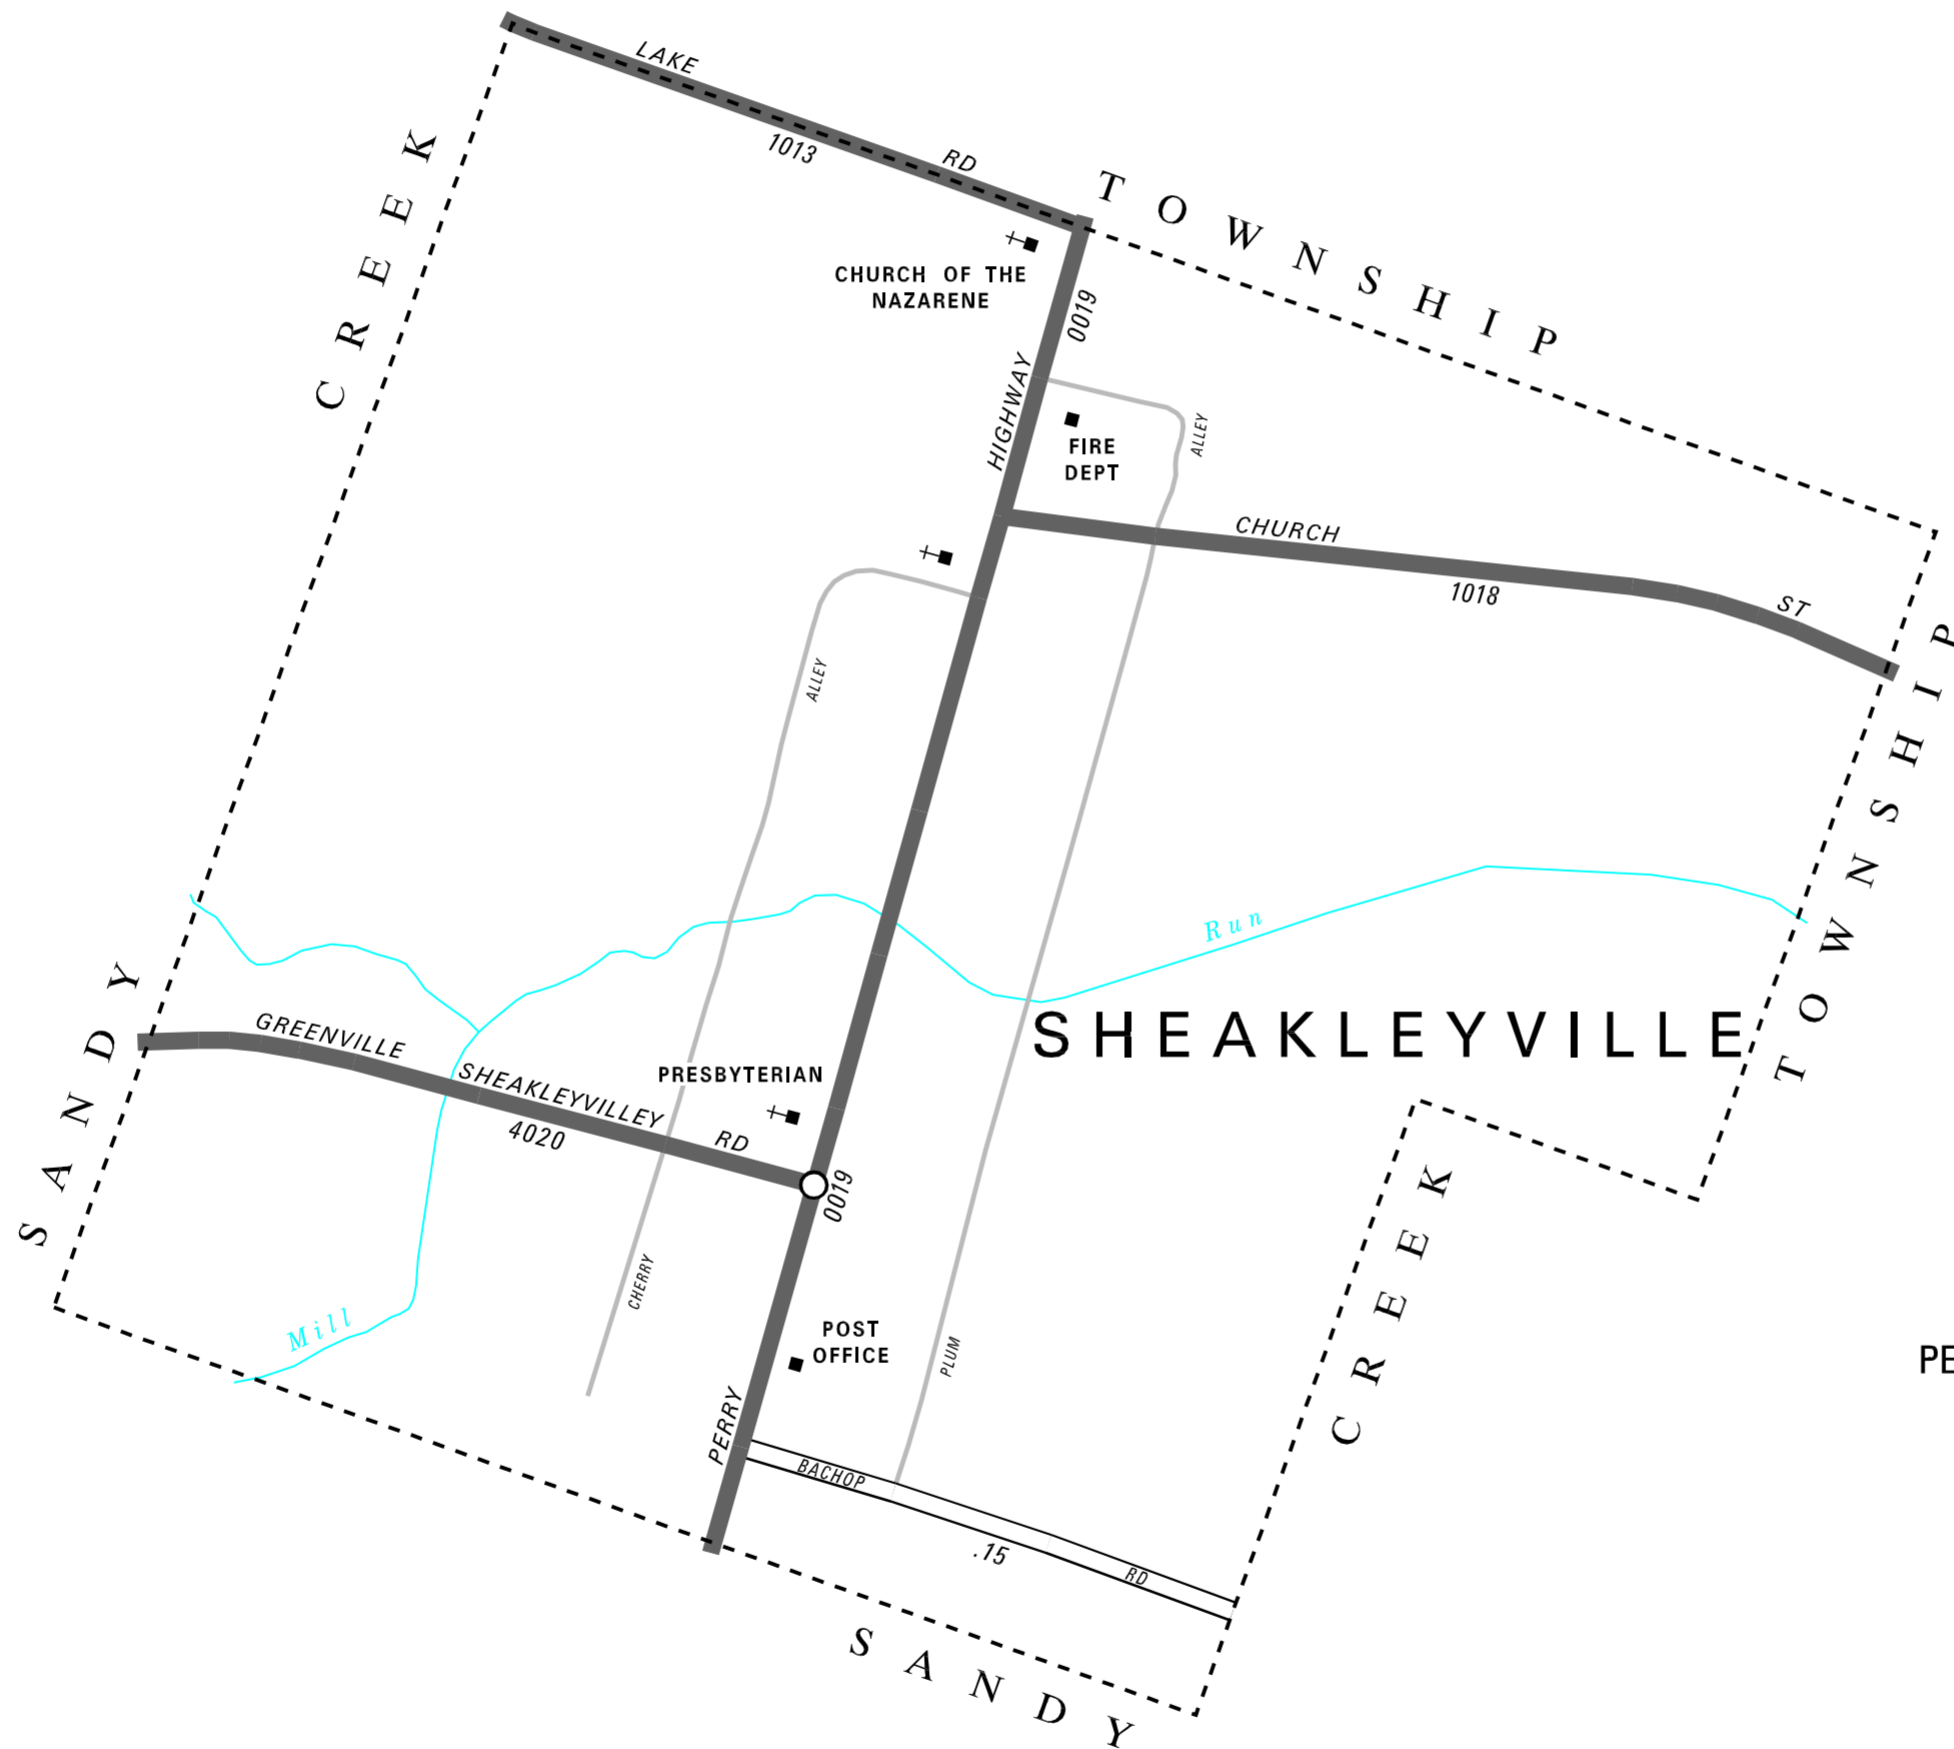 LAKE RD
1013
TOWNSHIP
CREEK
CHURCH OF THE
NAZARENE
0019
HIGHWAY
ALLEY
FIRE
DEPT
CHURCH ST
1018
ALLEY
TOWNSHIP
Run
SANDY
GREENVILLE SHEAKLEYVILLEY RD
4020
SHEAKLEYVILLE
PRESBYTERIAN
0019
CREEK
CHERRY
Mill
POST
OFFICE
PLUM
PE
PERRY
BACHOP RD
.15
SANDY